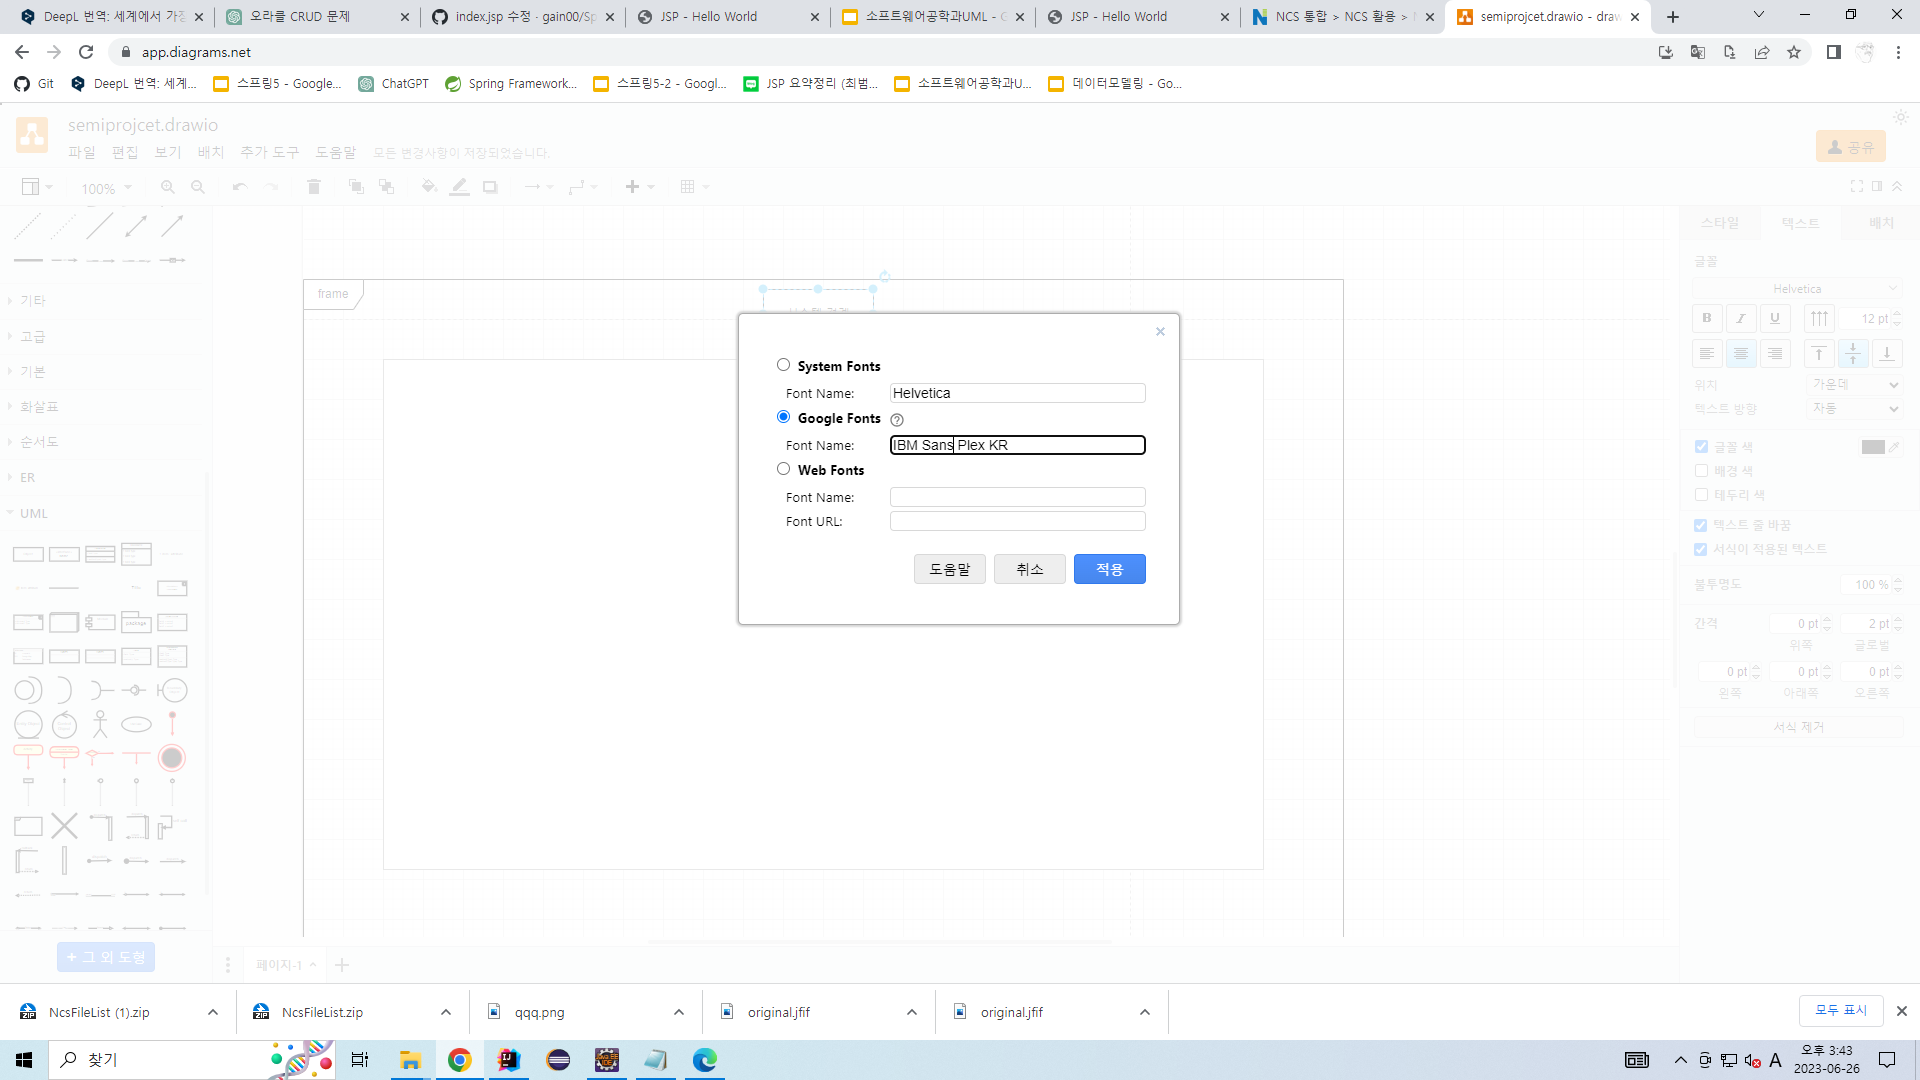 DeepL 번역: 세계에서 가장
오라클 CRUD 문제
index.jsp 수정 · gain00/Sp
JSP - Hello World
소프트웨어공학과UML - G
JSP - Hello World
NCS 통합 > NCS 활용 >
semiprojcet.drawio - draw
app.diagrams.net
Git
DeepL 번역: 세계...
스프링5 - Google...
ChatGPT
Spring Framework...
스프링5-2 - Googl...
JSP 요약정리 (최범...
소프트웨어공학과U...
데이터모델링 - Go...
semiprojcet.drawio
파일 편집 보기 배치 추가 도구 도움말 모든 변경사항이 저장되었습니다.
공유
100%
기타
고급
기본
화살표
순서도
ER
UML
package
+ 그 외 도형
frame
System Fonts
Font Name: Helvetica
Google Fonts
Font Name: IBM Sans Plex KR
Web Fonts
Font Name:
Font URL:
도움말 취소 적용
스타일 텍스트 배치
글꼴
Helvetica
B I U 12 pt
위치 가운데
텍스트 방향 자동
글꼴 색
배경 색
테두리 색
텍스트 줄 바꿈
서식이 적용된 텍스트
불투명도 100 %
간격 0 pt 2 pt
위쪽 글로벌
0 pt 0 pt 0 pt
왼쪽 아래쪽 오른쪽
서식 제거
페이지-1
NcsFileList (1).zip
NcsFileList.zip
qqq.png
original.jfif
original.jfif
모두 표시
찾기
A
오후 3:43
2023-06-26